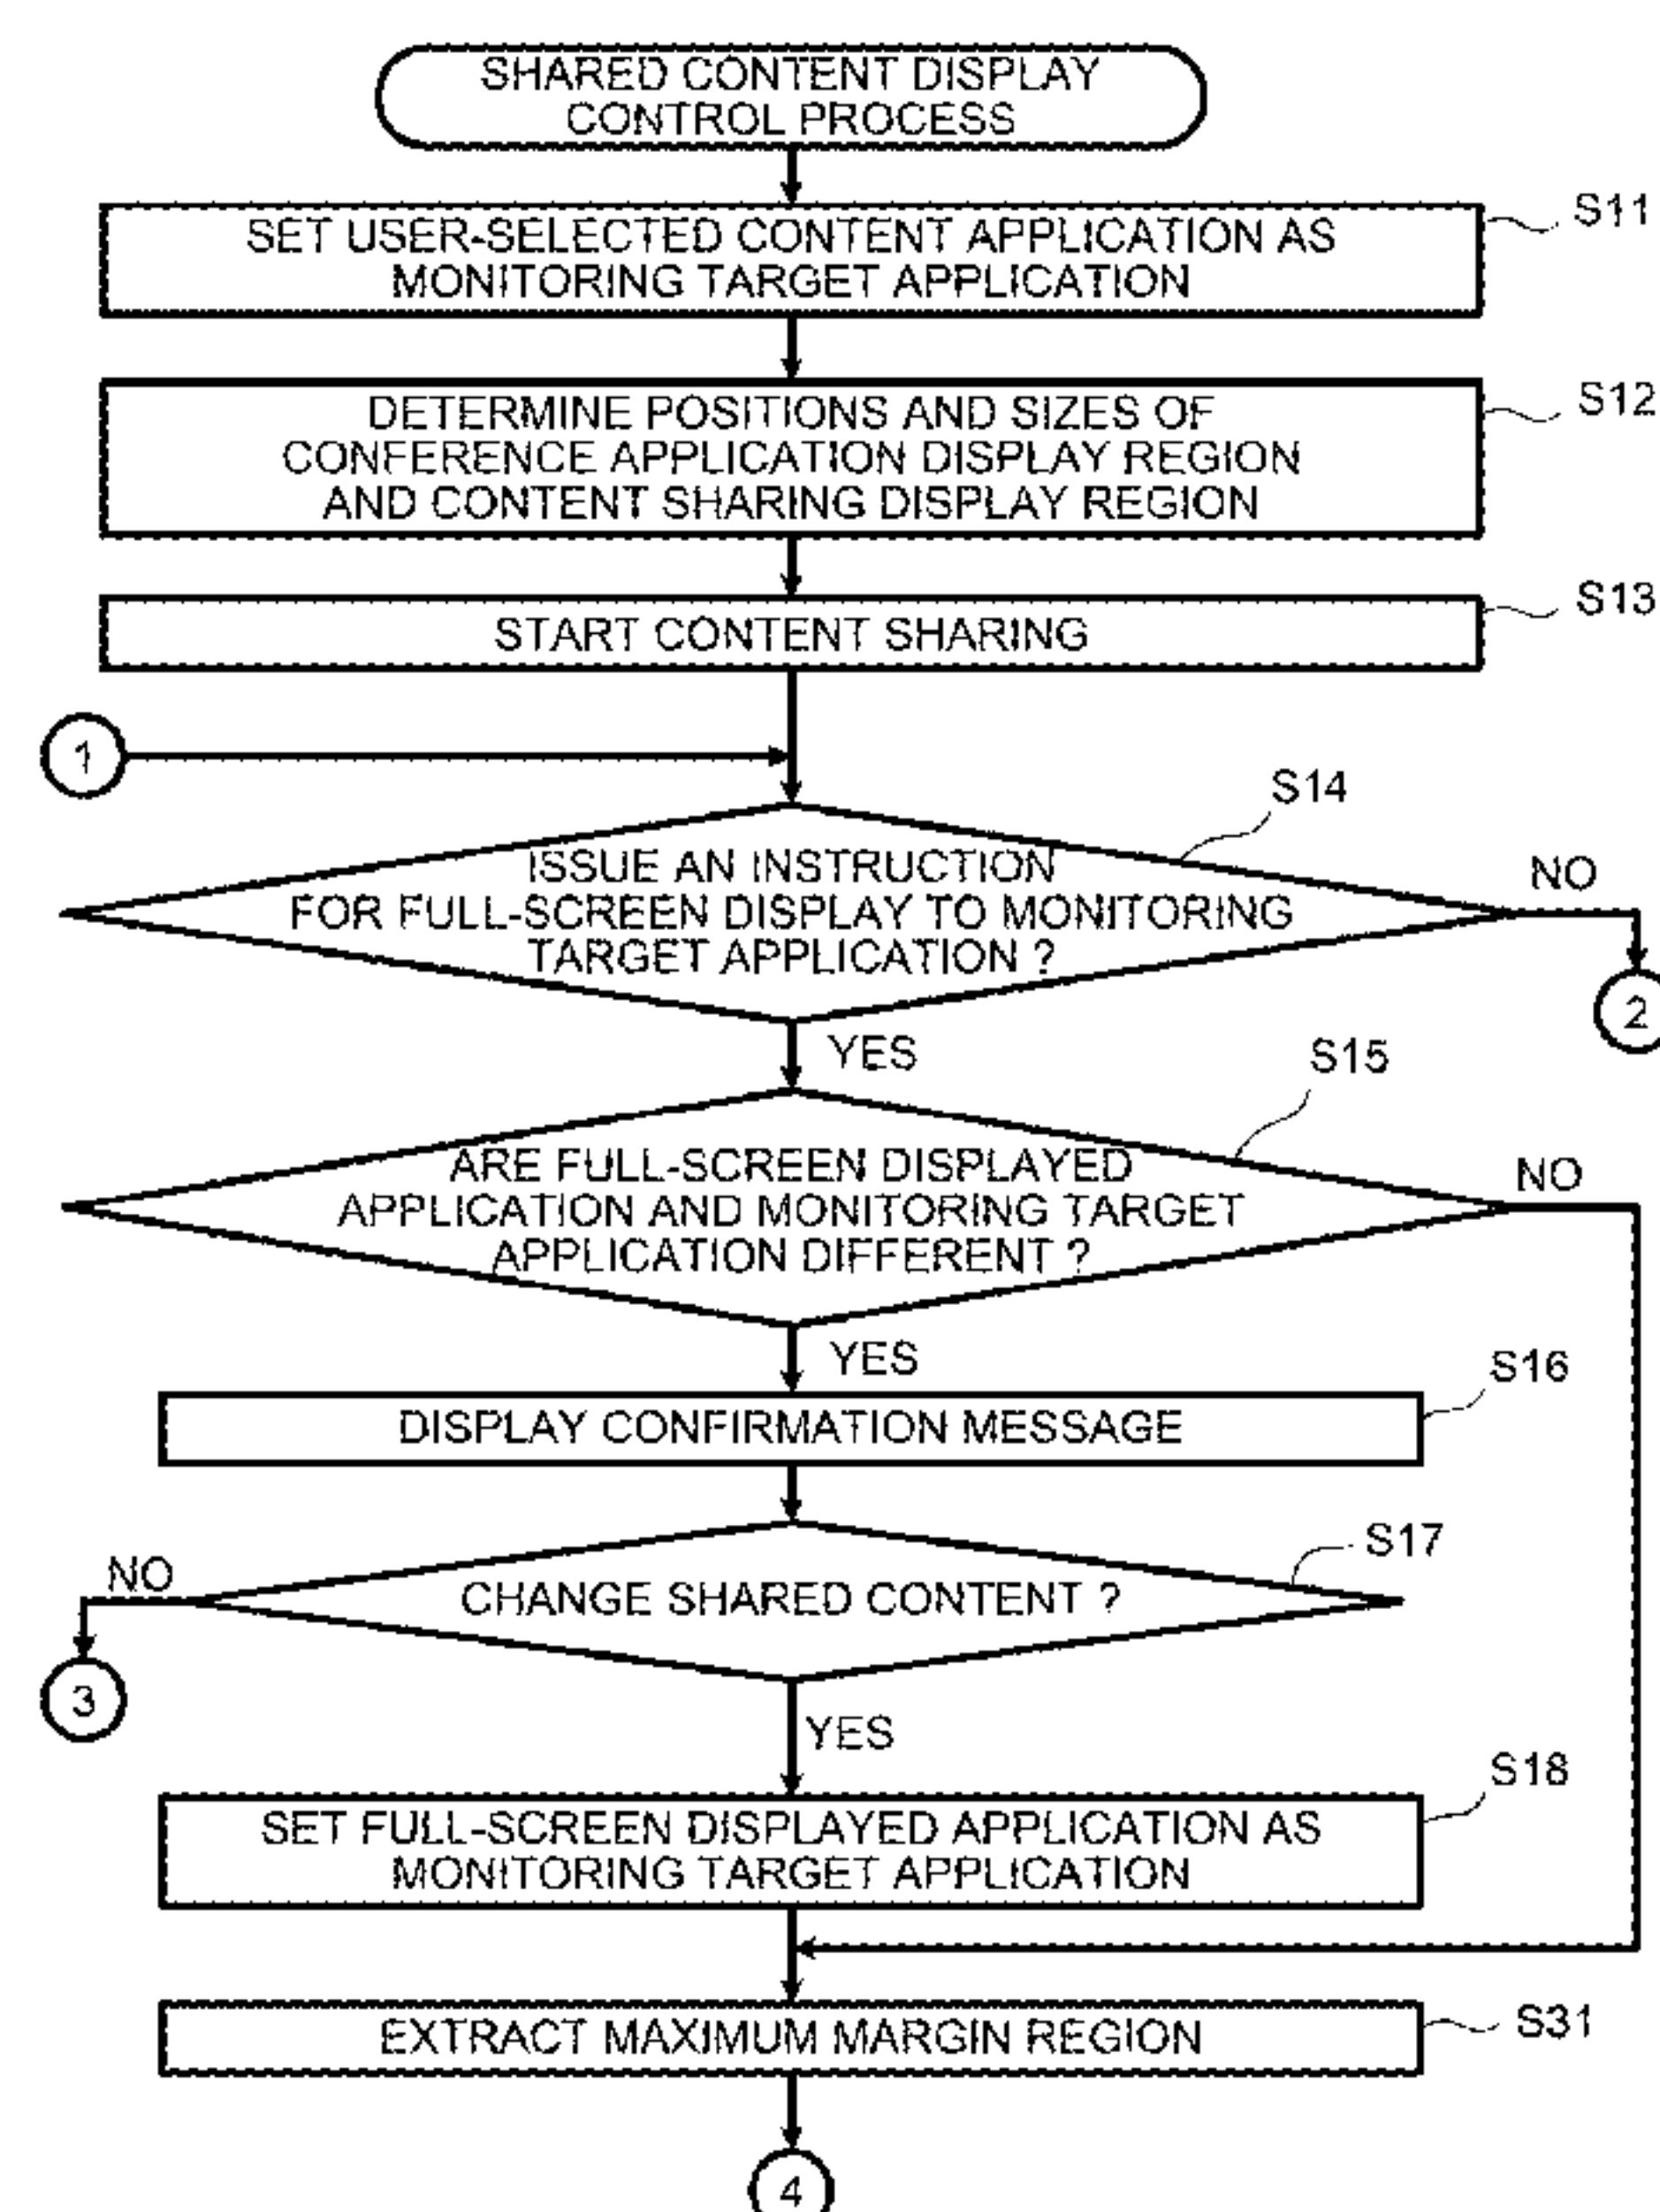 SHARED CONTENT DISPLAY
CONTROL PROCESS
S11
SET USER-SELECTED CONTENT APPLICATION AS
MONITORING TARGET APPLICATION
S12
DETERMINE POSITIONS AND SIZES OF
CONFERENCE APPLICATION DISPLAY REGION
AND CONTENT SHARING DISPLAY REGION
S13
START CONTENT SHARING
1
S14
ISSUE AN INSTRUCTION
FOR FULL-SCREEN DISPLAY TO MONITORING
TARGET APPLICATION ?
NO
2
YES
S15
ARE FULL-SCREEN DISPLAYED
APPLICATION AND MONITORING TARGET
APPLICATION DIFFERENT ?
NO
YES
S16
DISPLAY CONFIRMATION MESSAGE
S17
CHANGE SHARED CONTENT ?
NO
3
YES
S18
SET FULL-SCREEN DISPLAYED APPLICATION AS
MONITORING TARGET APPLICATION
S31
EXTRACT MAXIMUM MARGIN REGION
4